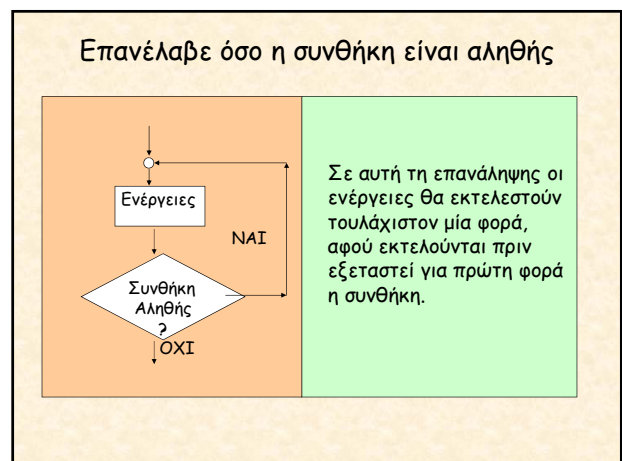 Επανέλαβε όσο η συνθήκη είναι αληθής
Ενέργειες
ΝΑΙ
Συνθήκη
Αληθής
?
ΟΧΙ
Σε αυτή τη επανάληψης οι
ενέργειες θα εκτελεστούν
τουλάχιστον μία φορά,
αφού εκτελούνται πριν
εξεταστεί για πρώτη φορά
η συνθήκη.